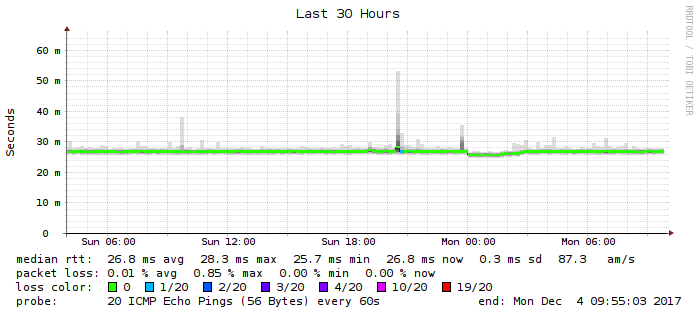 Last 30 Hours
RRDTOOL / TOBI OETIKER
Seconds
60 m
50 m
40 m
30 m
20 m
10 m
0
Sun 06:00 Sun 12:00 Sun 18:00 Mon 00:00 Mon 06:00
median rtt: 26.8 ms avg 28.3 ms max 25.7 ms min 26.8 ms now 0.3 ms sd 87.3 am/s
packet loss: 0.01 % avg 0.85 % max 0.00 % min 0.00 % now
loss color: 0 1/20 2/20 3/20 4/20 10/20 19/20
probe: 20 ICMP Echo Pings (56 Bytes) every 60s end: Mon Dec 4 09:55:03 2017